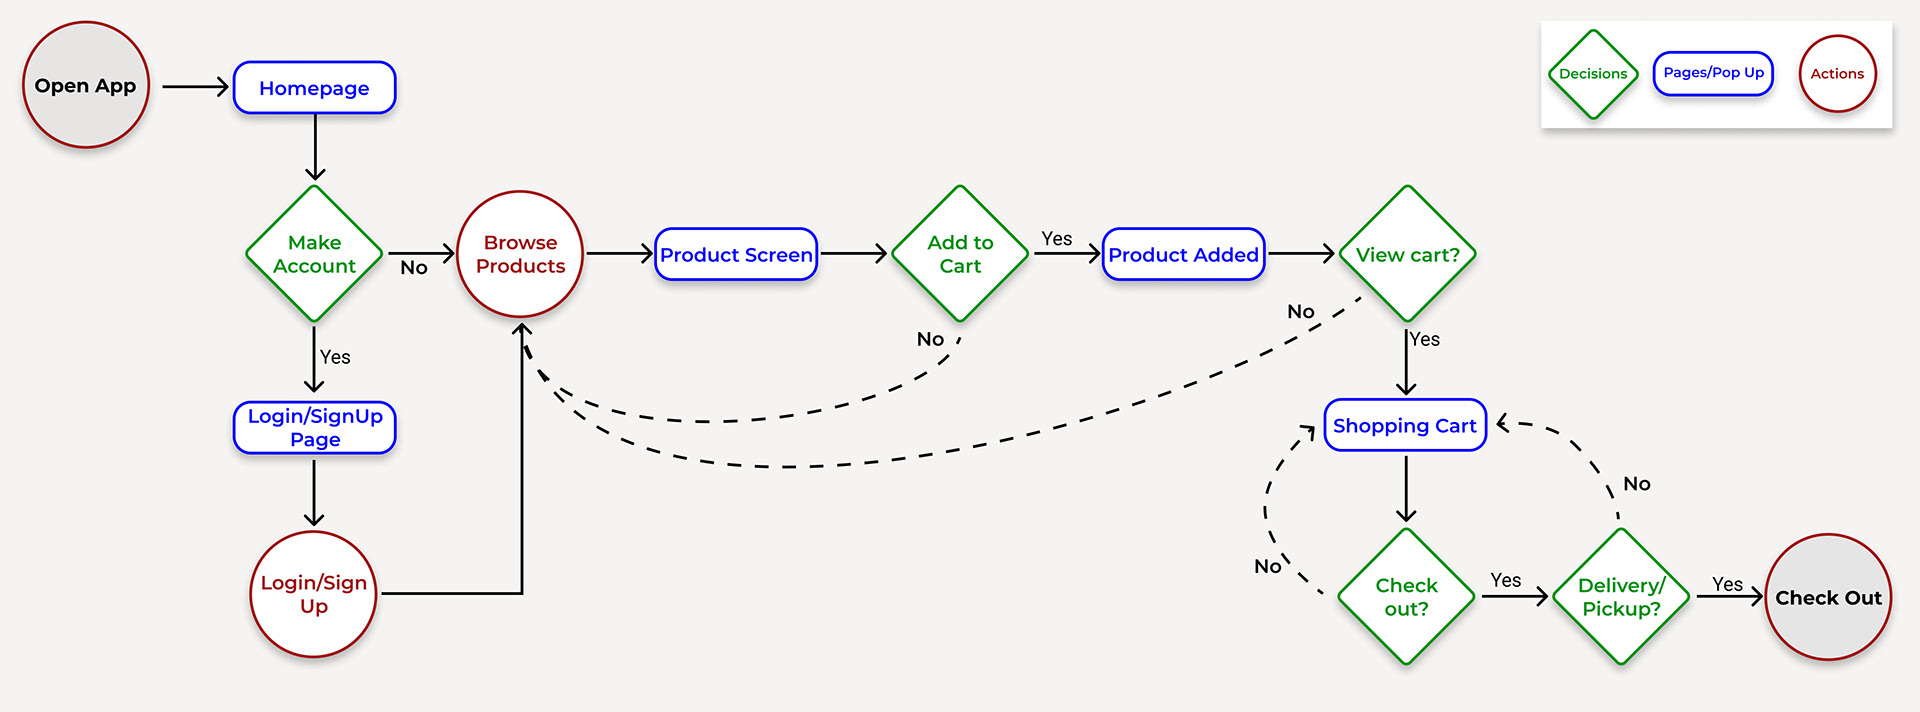 Open App
Homepage
Decisions
Pages/Pop Up
Actions
Make
Account
No
Browse
Products
Product Screen
Add to
Cart
Yes
Product Added
View cart?
No
No
Yes
Yes
Login/SignUp
Page
Shopping Cart
No
No
Login/Sign
Up
Check
out?
Yes
Delivery/
Pickup?
Yes
Check Out